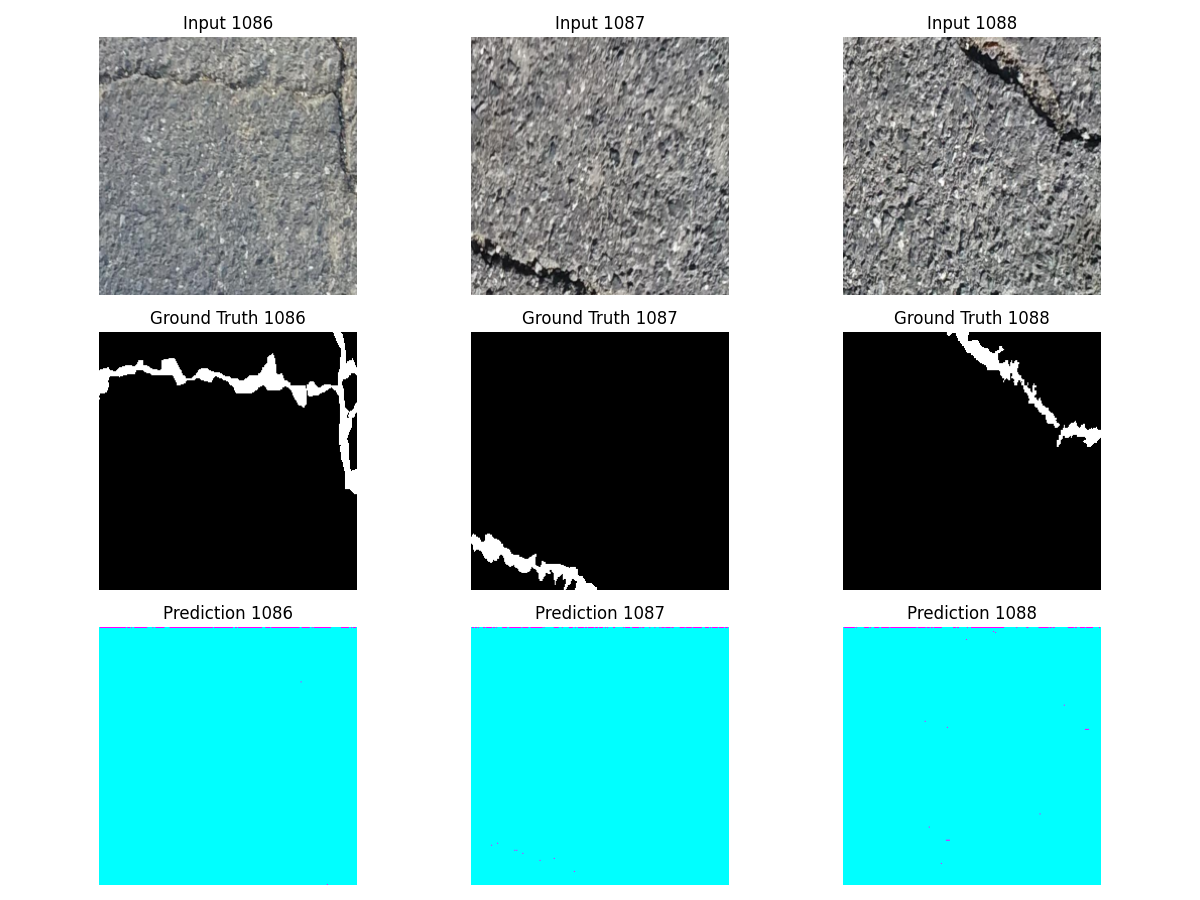 Input 1086
Input 1087
Input 1088
Ground Truth 1086
Ground Truth 1087
Ground Truth 1088
Prediction 1086
Prediction 1087
Prediction 1088